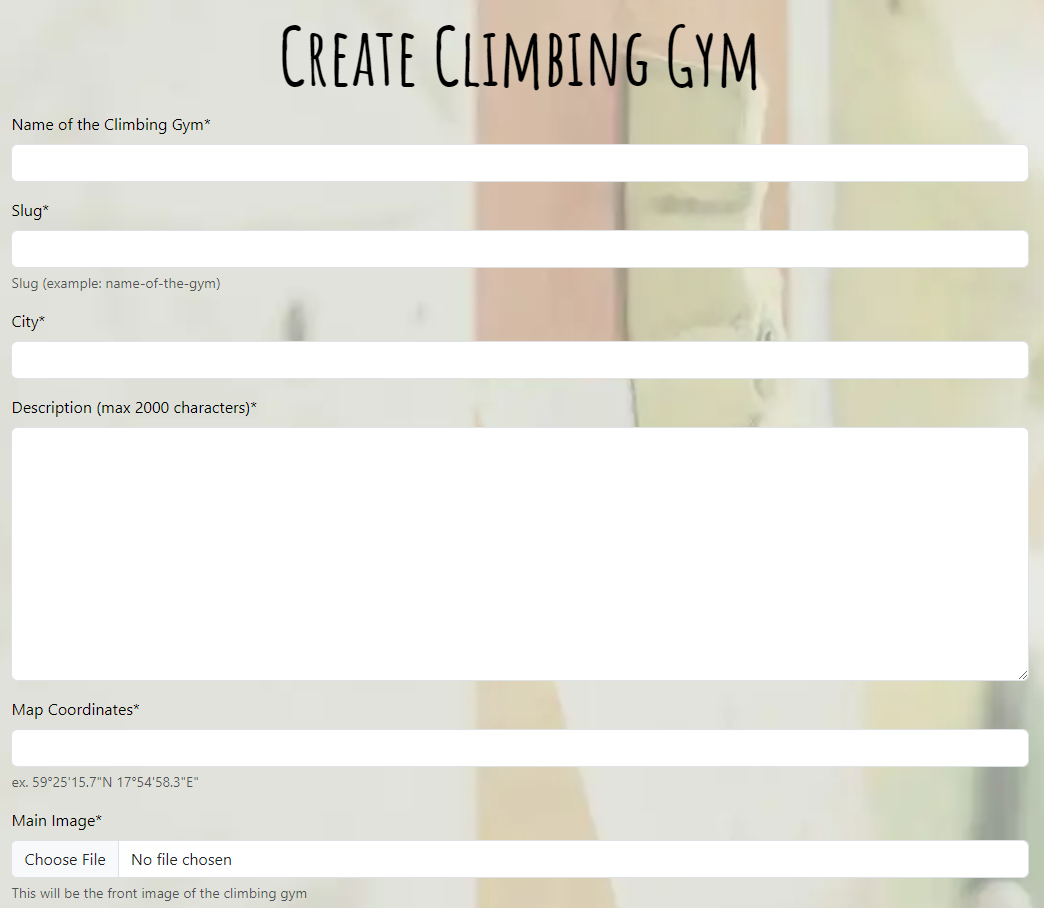 Create Climbing Gym
Name of the Climbing Gym*
Slug*
Slug (example: name-of-the-gym)
City*
Description (max 2000 characters)*
Map Coordinates*
ex. 59°25'15.7"N 17°54'58.3"E"
Main Image*
Choose File No file chosen
This will be the front image of the climbing gym